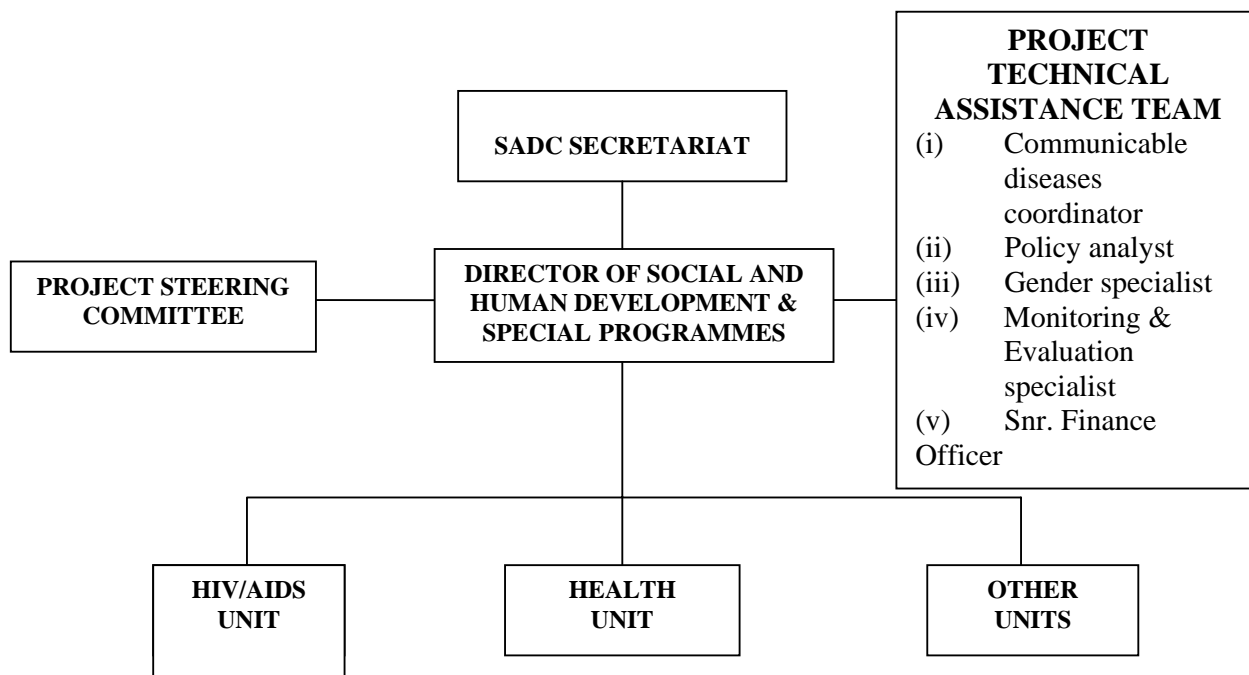 SADC SECRETARIAT
PROJECT STEERING
COMMITTEE
DIRECTOR OF SOCIAL AND
HUMAN DEVELOPMENT &
SPECIAL PROGRAMMES
PROJECT
TECHNICAL
ASSISTANCE TEAM
(i) Communicable
diseases
coordinator
(ii) Policy analyst
(iii) Gender specialist
(iv) Monitoring &
Evaluation
specialist
(v) Snr. Finance
Officer
HIV/AIDS
UNIT
HEALTH
UNIT
OTHER
UNITS